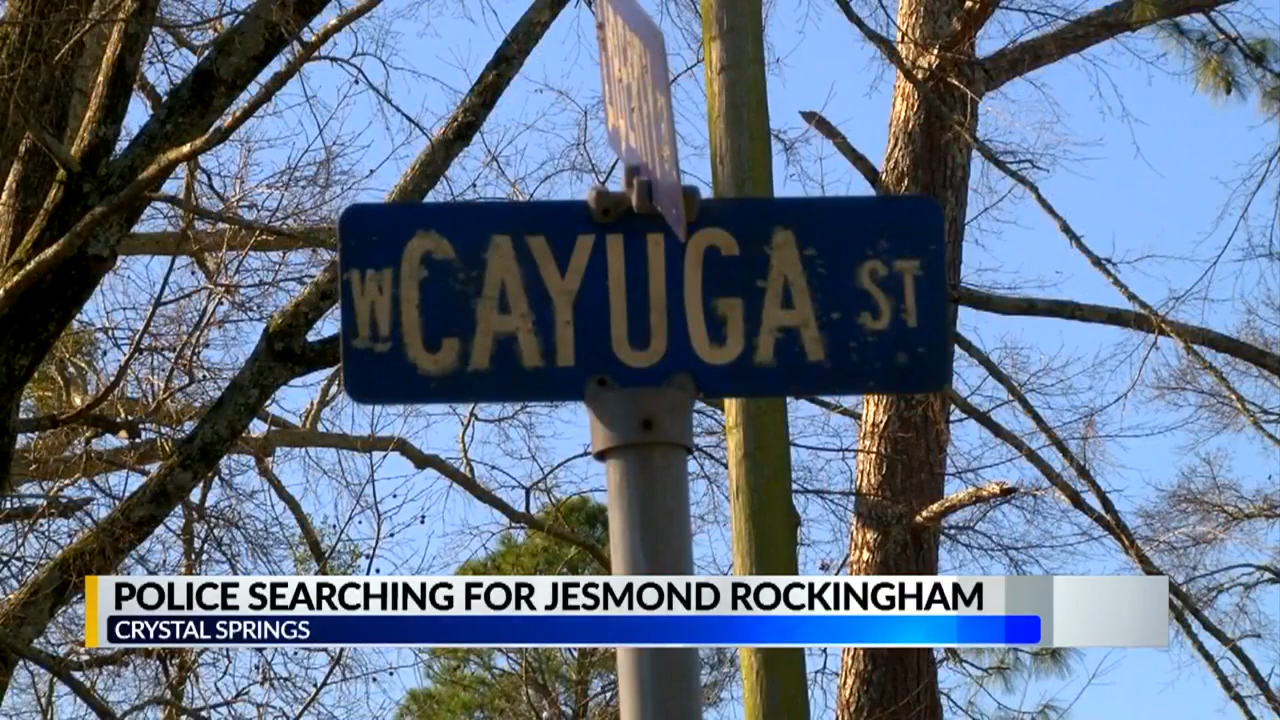 W CAYUGA ST
POLICE SEARCHING FOR JESMOND ROCKINGHAM
CRYSTAL SPRINGS